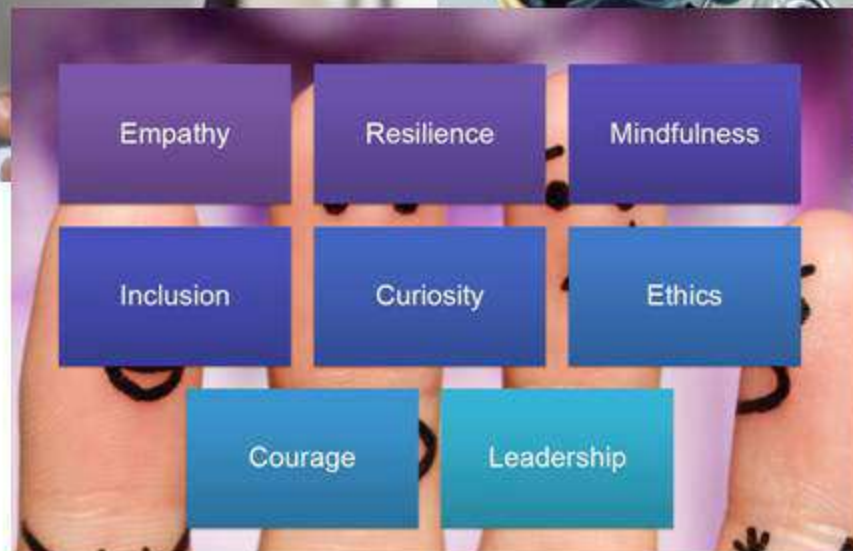 Empathy
Resilience
Mindfulness
Inclusion
Curiosity
Ethics
Courage
Leadership